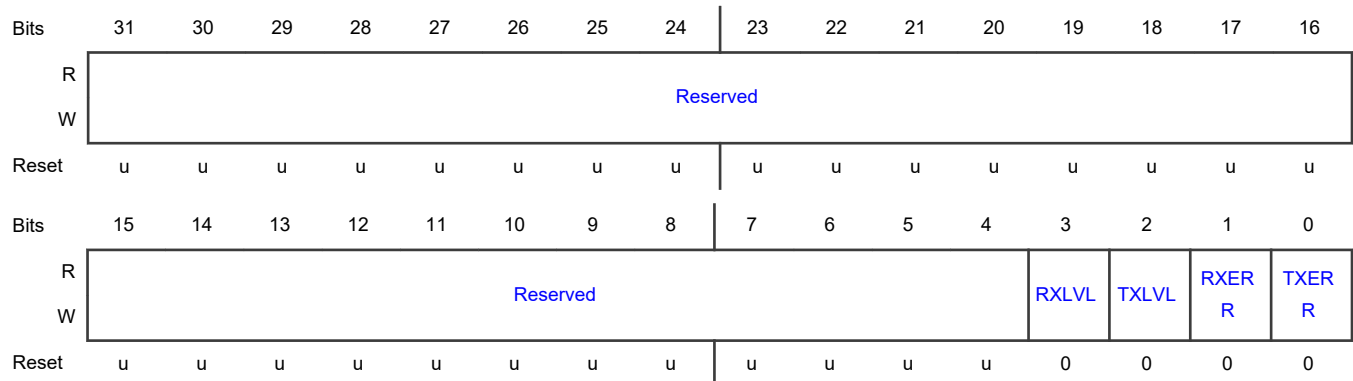 Bits 31 30 29 28 27 26 25 24 23 22 21 20 19 18 17 16
R
Reserved
W
Reset u u u u u u u u u u u u u u u u
Bits 15 14 13 12 11 10 9 8 7 6 5 4 3 2 1 0
R
Reserved RXLVL TXLVL RXER R TXER R
W
Reset u u u u u u u u u u u u 0 0 0 0